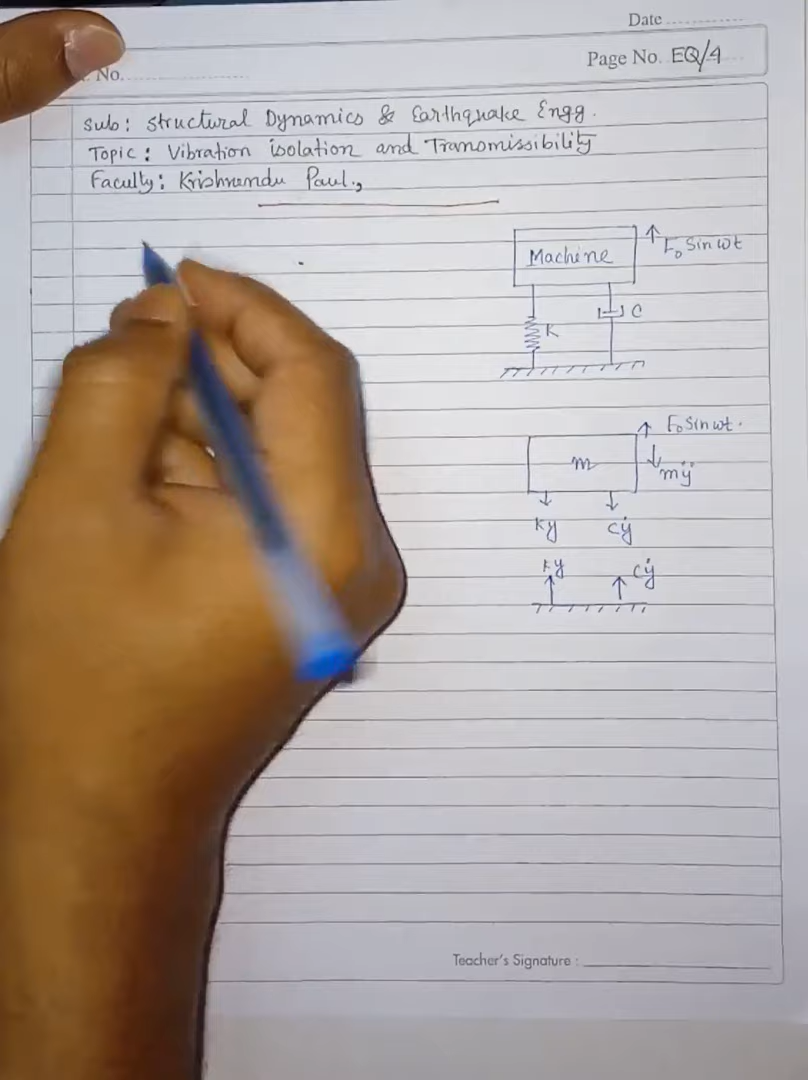 Date
No.
Page No. EQ/4
Sub: Structural Dynamics & Earthquake Engg.
Topic: Vibration isolation and Transmissibility
Faculty: Krishnendu Paul.,
Machine
F₀ Sin ωt
K
C
F₀ Sin ωt.
m
mÿ
Ky
Cẏ
Ky
Cẏ
Teacher's Signature :